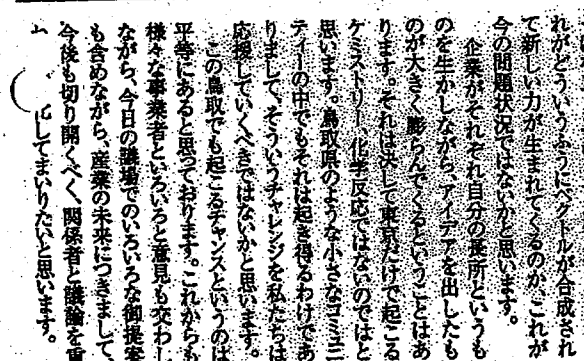 れがどういうふうにベクトルが合成され
て新しい力が生まれてくるのか、これが
今の問題状況ではないかと思います。
企業がそれぞれ自分の長所というも
のを生かしながら、アイデアを出したも
のが大きく膨らんでくるということはあ
ります。それは決して東京だけで起こる
ケミストリー、化学反応ではないのではと
思います。鳥取県のような小さなコミュニ
ティーの中でもそれは起き得るわけであ
りまして、そういうチャレンジを私たちは
応援していくべきではないかと思います。
この鳥取でも起こるチャンスというのは
平等にあると思っております。これからも
様々な事業者といろいろと意見も交わし
ながら、今日の議場でのいろいろな御提案
も含めながら、産業の未来につきまして、
今後も切り開くべく、関係者と議論を重
してまいりたいと思います。